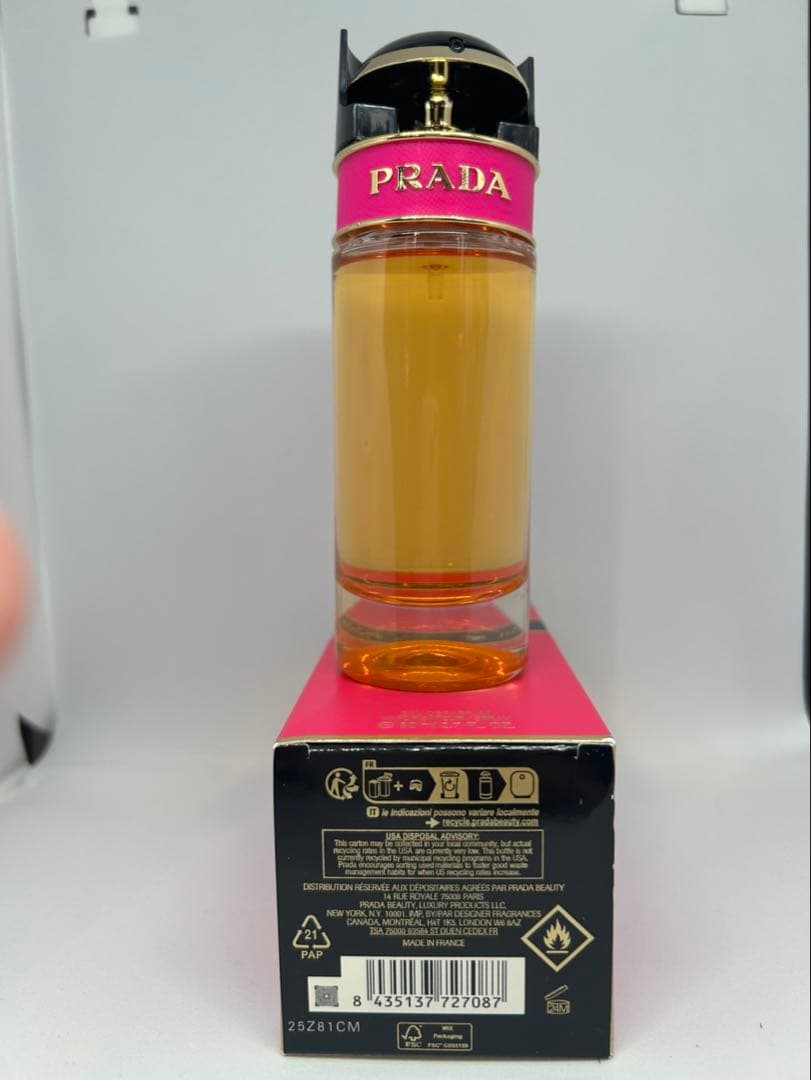 PRADA
FR
IT le indicazioni possono variare localmente
recycle.pradabeauty.com
USA DISPOSAL ADVISORY:
This carton may be collected in your local community, but actual
recycling rates in the USA are currently very low. This bottle is not
currently recycled by municipal recycling programs in the USA.
Prada encourages sorting used materials to foster good waste
management habits for when US recycling rates increase.
DISTRIBUTION RÉSERVÉE AUX DÉPOSITAIRES AGRÉÉS PAR PRADA BEAUTY
14 RUE ROYALE 75008 PARIS
PRADA BEAUTY, LUXURY PRODUCTS LLC,
NEW YORK, N.Y. 10001. IMP. BY/PAR DESIGNER FRAGRANCES
CANADA, MONTRÉAL, H4T 1K5. LONDON W6 8AZ
TSA 75000 93584 ST OUEN CEDEX FR
MADE IN FRANCE
21
PAP
8 435137 727087
24M
25Z81CM
MIX
Packaging
FSC